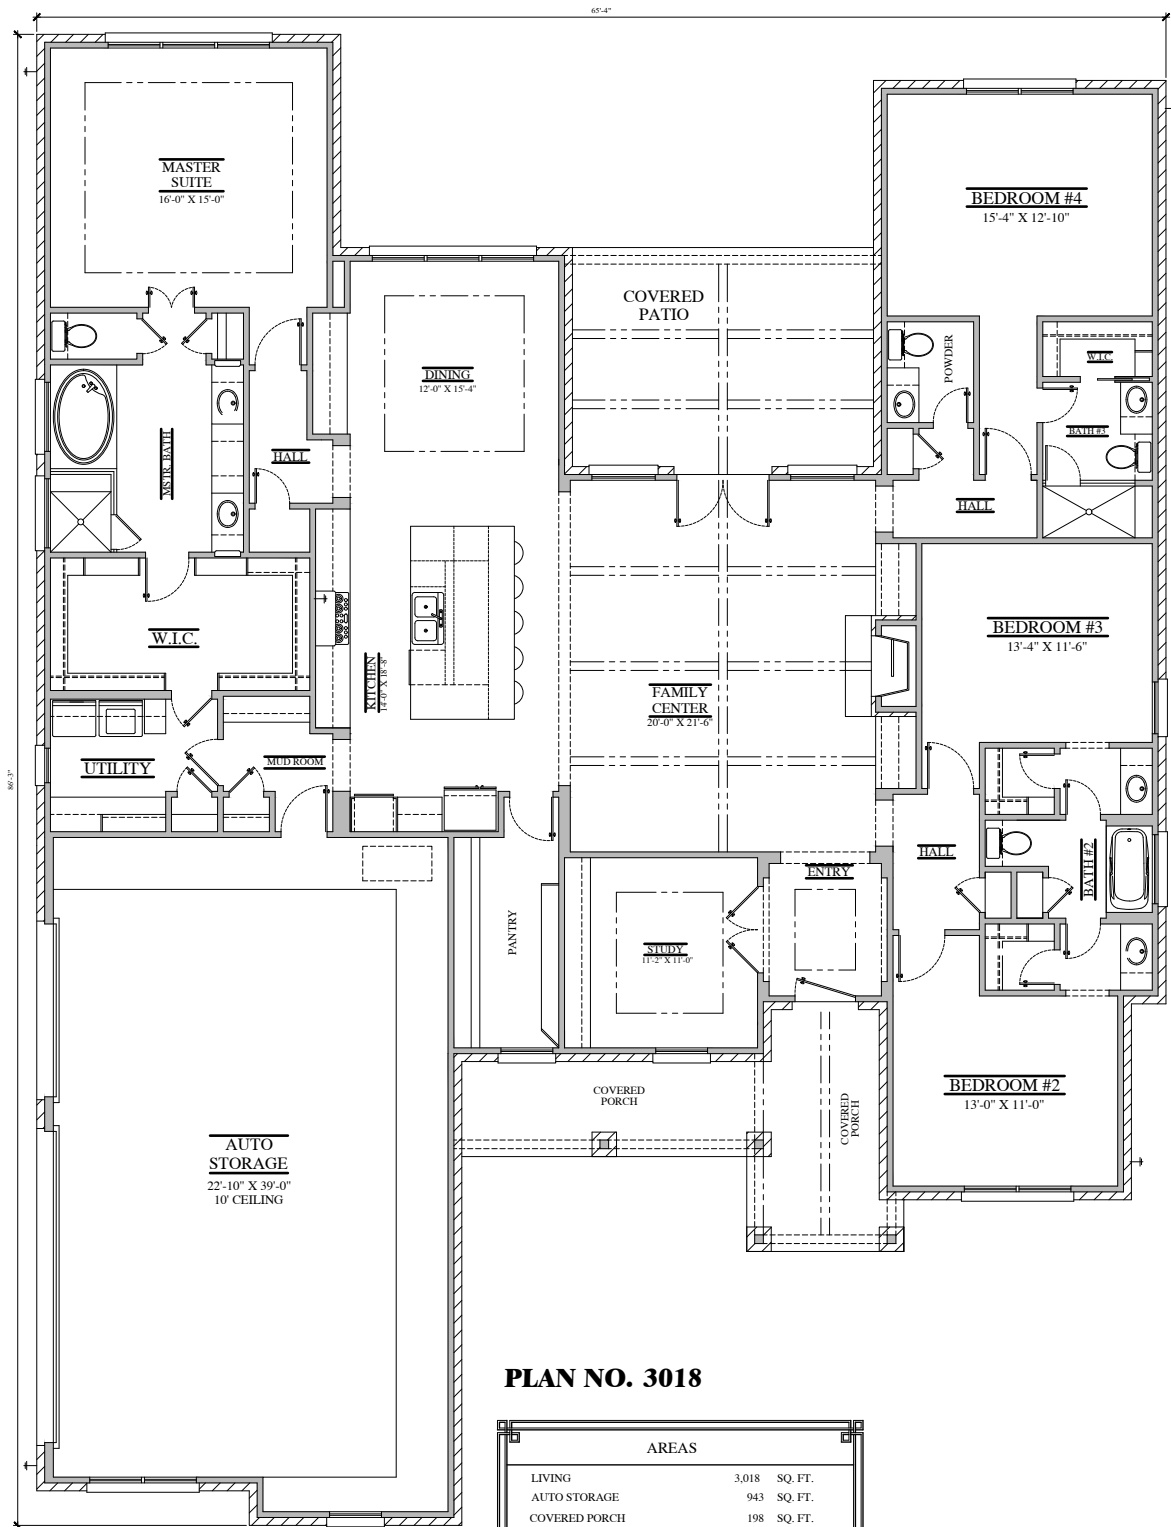 65'-4"
86'-3"
MASTER
SUITE
16'-0" X 15'-0"
BEDROOM #4
15'-4" X 12'-10"
COVERED
PATIO
DINING
12'-0" X 15'-4"
POWDER
W.I.C
BATH #3
MSTR. BATH
HALL
HALL
W.I.C.
BEDROOM #3
13'-4" X 11'-6"
KITCHEN
14'-0" X 18'-8"
FAMILY
CENTER
20'-0" X 21'-6"
UTILITY
MUD ROOM
HALL
BATH #2
ENTRY
PANTRY
STUDY
11'-2" X 11'-0"
COVERED
PORCH
COVERED
PORCH
BEDROOM #2
13'-0" X 11'-0"
AUTO
STORAGE
22'-10" X 39'-0"
10' CEILING
PLAN NO. 3018
AREAS
LIVING 3,018 SQ. FT.
AUTO STORAGE 943 SQ. FT.
COVERED PORCH 198 SQ. FT.